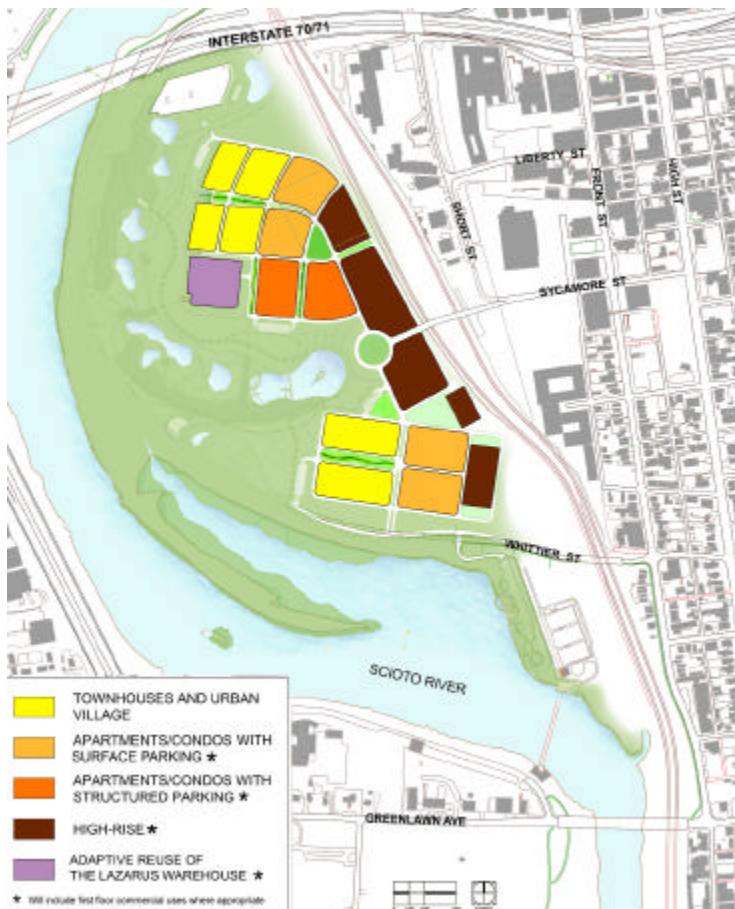 INTERSTATE 70/71
LIBERTY ST
FRONT ST
HIGH ST
SHORT ST.
SYCAMORE ST
WHITTIER ST
SCIOTO RIVER
TOWNHOUSES AND URBAN
VILLAGE
APARTMENTS/CONDOS WITH
SURFACE PARKING *
APARTMENTS/CONDOS WITH
STRUCTURED PARKING *
HIGH-RISE *
ADAPTIVE REUSE OF
THE LAZARUS WAREHOUSE *
* Will include first floor commercial uses where appropriate
GREENLAWN AVE